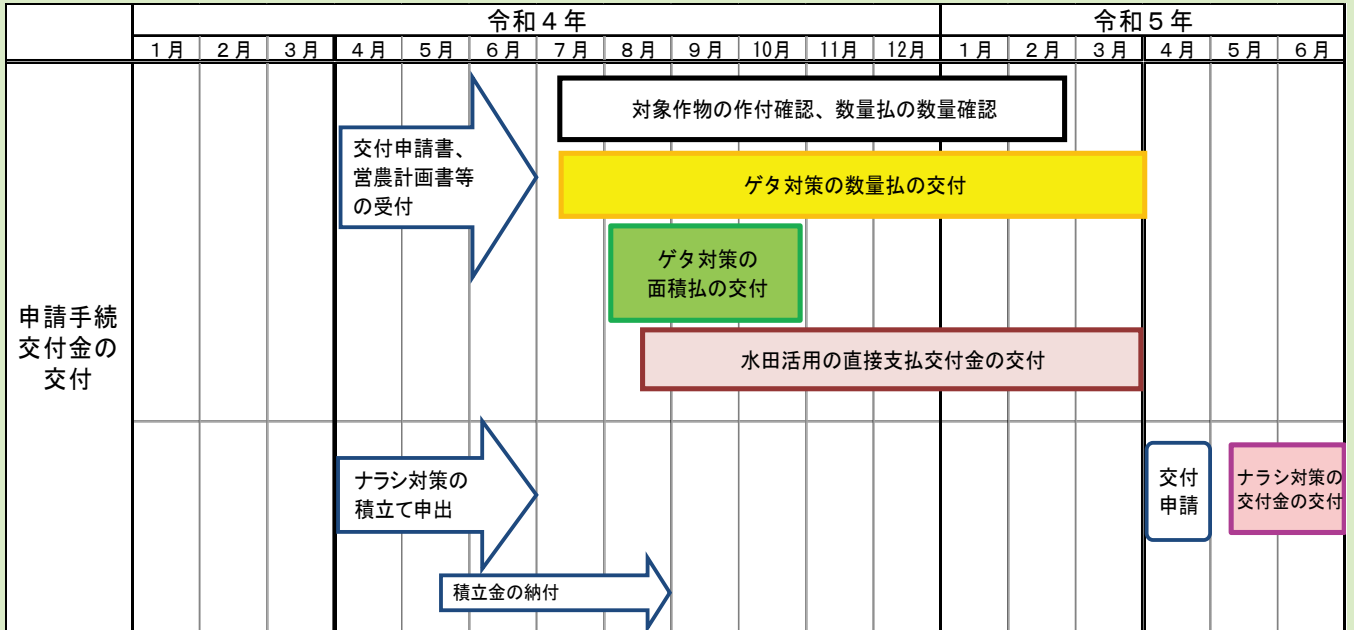 令和４年
令和５年
1月 2月 3月 4月 5月 6月 7月 8月 9月 10月 11月 12月 1月 2月 3月 4月 5月 6月
申請手続
交付金の
交付
交付申請書、
営農計画書等
の受付
対象作物の作付確認、数量払の数量確認
ゲタ対策の数量払の交付
ゲタ対策の
面積払の交付
水田活用の直接支払交付金の交付
ナラシ対策の
積立て申出
積立金の納付
交付
申請
ナラシ対策の
交付金の交付